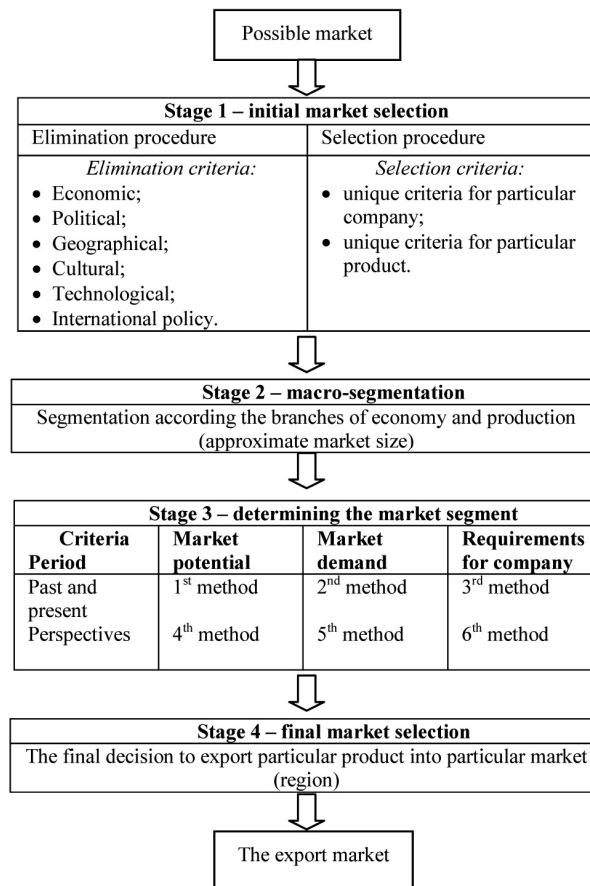 Possible market
Stage 1 – initial market selection
Elimination procedure
Selection procedure
Elimination criteria:
• Economic;
• Political;
• Geographical;
• Cultural;
• Technological;
• International policy.
Selection criteria:
• unique criteria for particular
company;
• unique criteria for particular
product.
Stage 2 – macro-segmentation
Segmentation according the branches of economy and production
(approximate market size)
Stage 3 – determining the market segment
Criteria
Period
Market
potential
Market
demand
Requirements
for company
Past and
present
1st method
2nd method
3rd method
Perspectives
4th method
5th method
6th method
Stage 4 – final market selection
The final decision to export particular product into particular market
(region)
The export market